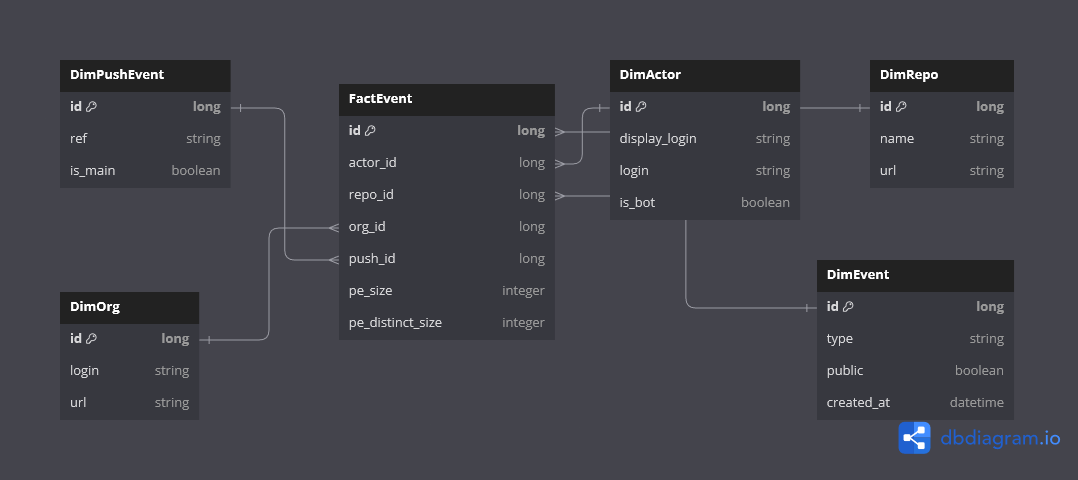 DimPushEvent
id long
ref string
is_main boolean
FactEvent
id long
actor_id long
repo_id long
org_id long
push_id long
pe_size integer
pe_distinct_size integer
DimActor
id long
display_login string
login string
is_bot boolean
DimRepo
id long
name string
url string
DimOrg
id long
login string
url string
DimEvent
id long
type string
public boolean
created_at datetime
dbdiagram.io